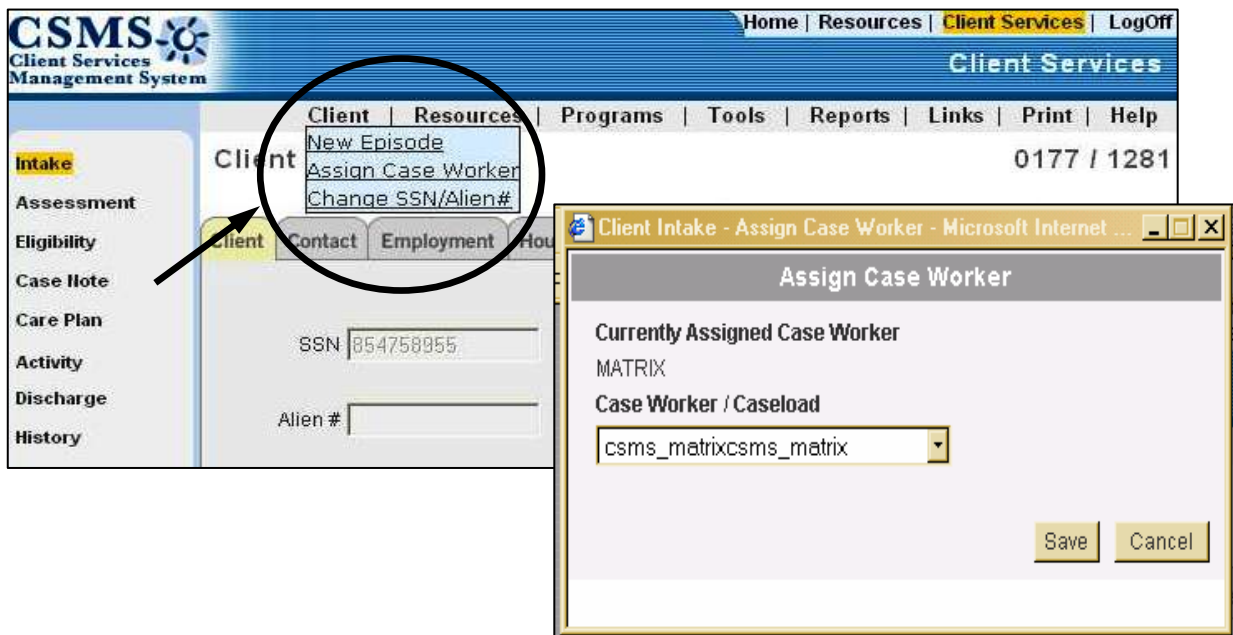 CSMS
Client Services
Management System
Home | Resources | Client Services | LogOff
Client Services
Client | Resources | Programs | Tools | Reports | Links | Print | Help
New Episode
Assign Case Worker
Change SSN/Alien#
Client
0177 / 1281
Intake
Assessment
Eligibility
Case Note
Care Plan
Activity
Discharge
History
Client Contact Employment Hou
SSN 854758955
Alien #
Client Intake - Assign Case Worker - Microsoft Internet ...
Assign Case Worker
Currently Assigned Case Worker
MATRIX
Case Worker / Caseload
csms_matrixcsms_matrix
Save Cancel